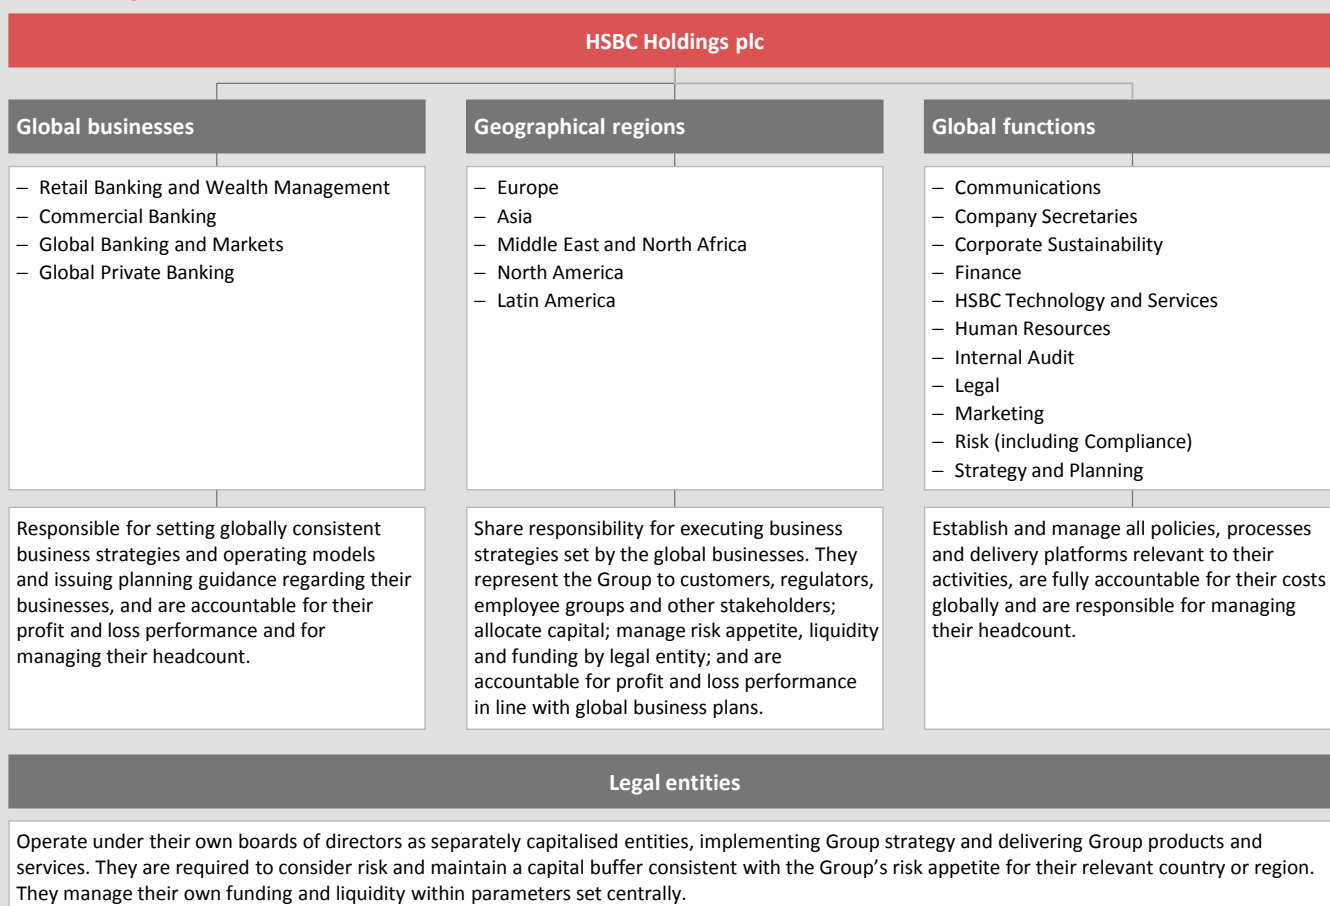 HSBC Holdings plc
Global businesses
– Retail Banking and Wealth Management
– Commercial Banking
– Global Banking and Markets
– Global Private Banking
Responsible for setting globally consistent
business strategies and operating models
and issuing planning guidance regarding their
businesses, and are accountable for their
profit and loss performance and for
managing their headcount.
Geographical regions
– Europe
– Asia
– Middle East and North Africa
– North America
– Latin America
Share responsibility for executing business
strategies set by the global businesses. They
represent the Group to customers, regulators,
employee groups and other stakeholders;
allocate capital; manage risk appetite, liquidity
and funding by legal entity; and are
accountable for profit and loss performance
in line with global business plans.
Global functions
– Communications
– Company Secretaries
– Corporate Sustainability
– Finance
– HSBC Technology and Services
– Human Resources
– Internal Audit
– Legal
– Marketing
– Risk (including Compliance)
– Strategy and Planning
Establish and manage all policies, processes
and delivery platforms relevant to their
activities, are fully accountable for their costs
globally and are responsible for managing
their headcount.
Legal entities
Operate under their own boards of directors as separately capitalised entities, implementing Group strategy and delivering Group products and
services. They are required to consider risk and maintain a capital buffer consistent with the Group’s risk appetite for their relevant country or region.
They manage their own funding and liquidity within parameters set centrally.